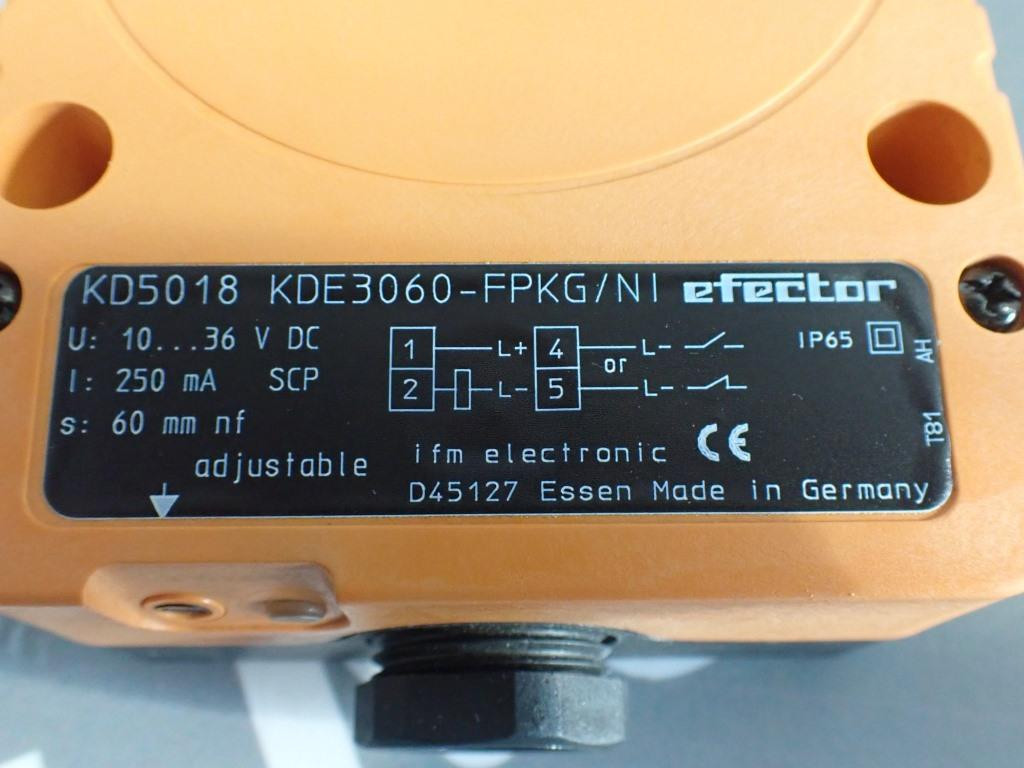 KD5018 KDE3060-FPKG/NI efector
U: 10...36 V DC
I: 250 mA SCP
s: 60 mm nf
adjustable
1 L+ 4 L-
or
2 L- 5 L-
IP65
AH
T81
ifm electronic CE
D45127 Essen Made in Germany